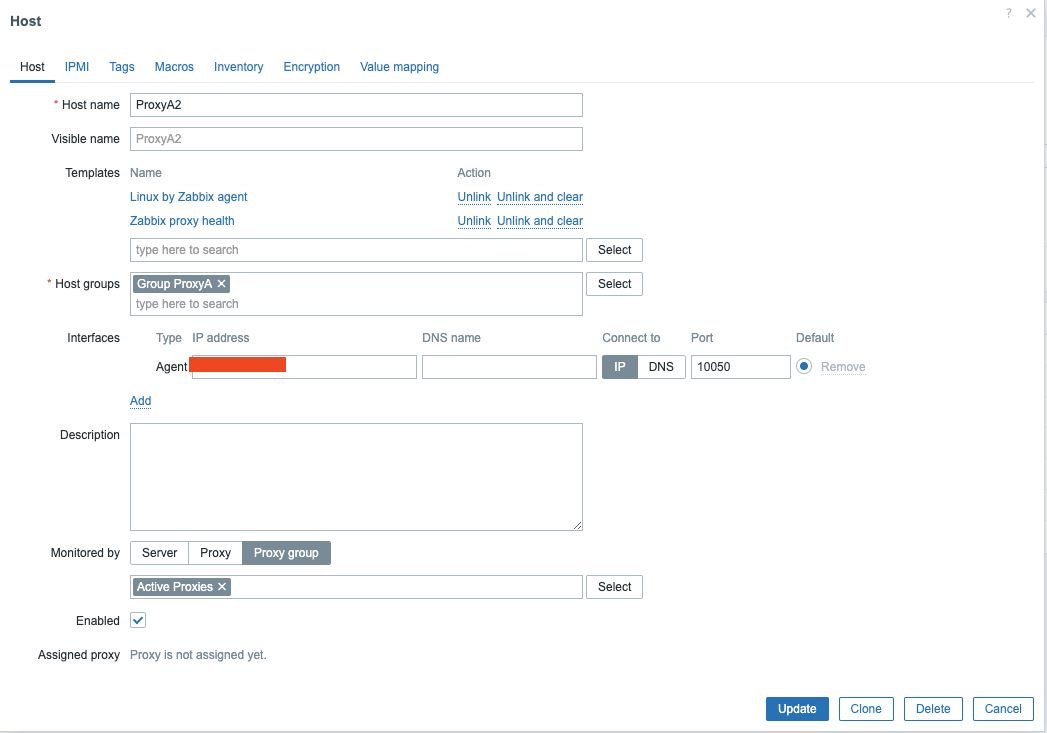 Host
? ✕
Host IPMI Tags Macros Inventory Encryption Value mapping
* Host name ProxyA2
Visible name ProxyA2
Templates Name Action
Linux by Zabbix agent Unlink Unlink and clear
Zabbix proxy health Unlink Unlink and clear
type here to search Select
* Host groups Group ProxyA ✕ Select
type here to search
Interfaces Type IP address DNS name Connect to Port Default
Agent IP DNS 10050 Remove
Add
Description
Monitored by Server Proxy Proxy group
Active Proxies ✕ Select
Enabled
Assigned proxy Proxy is not assigned yet.
Update Clone Delete Cancel